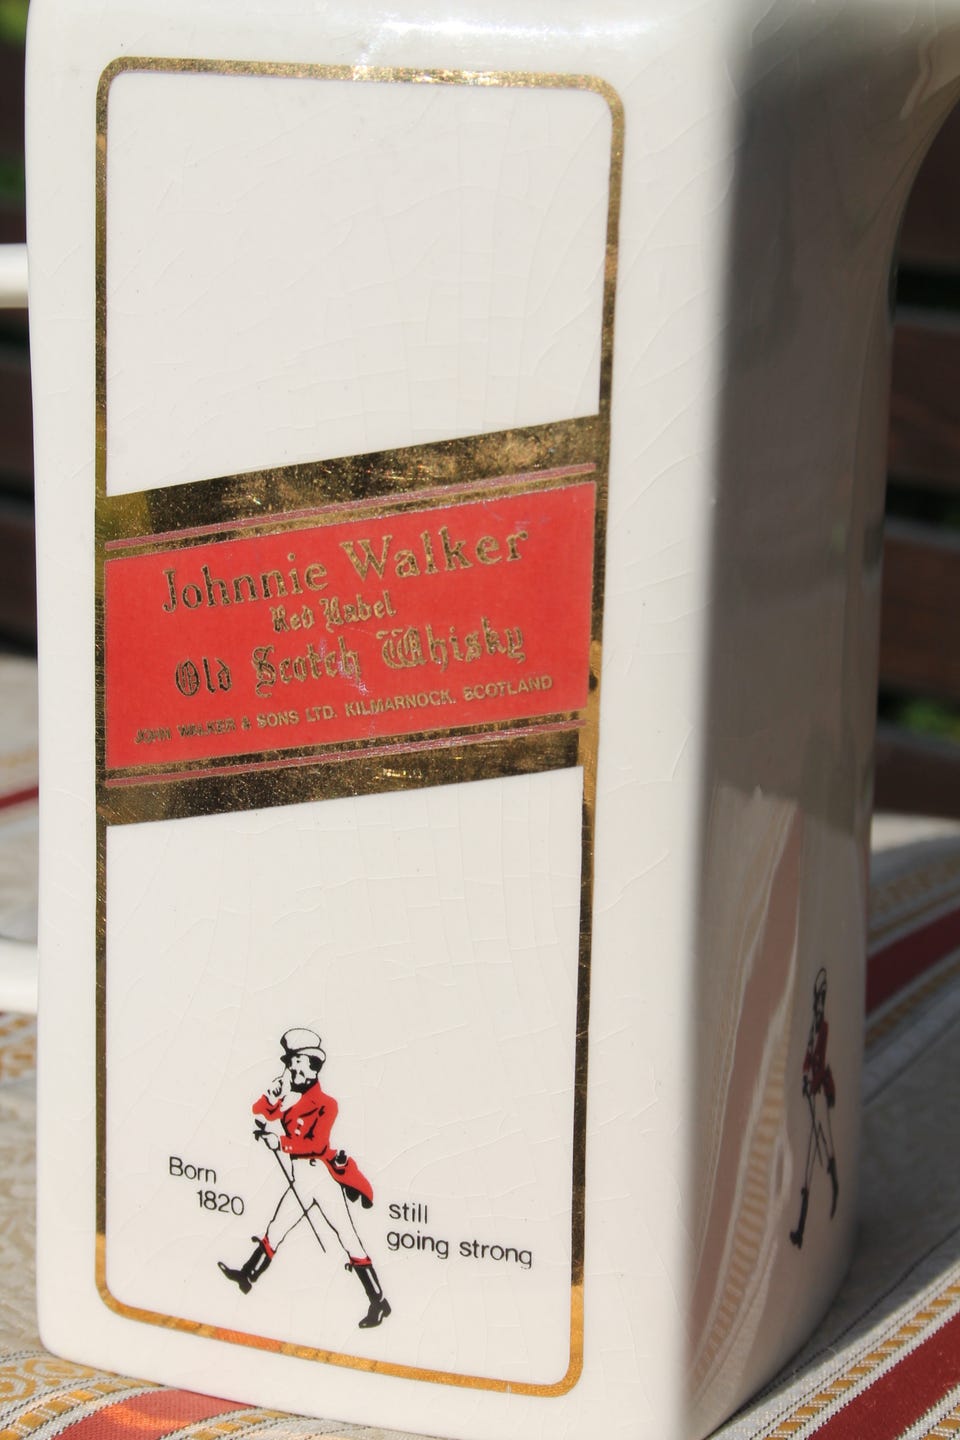 Johnnie Walker
Red Label
Old Scotch Whisky
JOHN WALKER & SONS LTD. KILMARNOCK. SCOTLAND
Born
1820
still
going strong